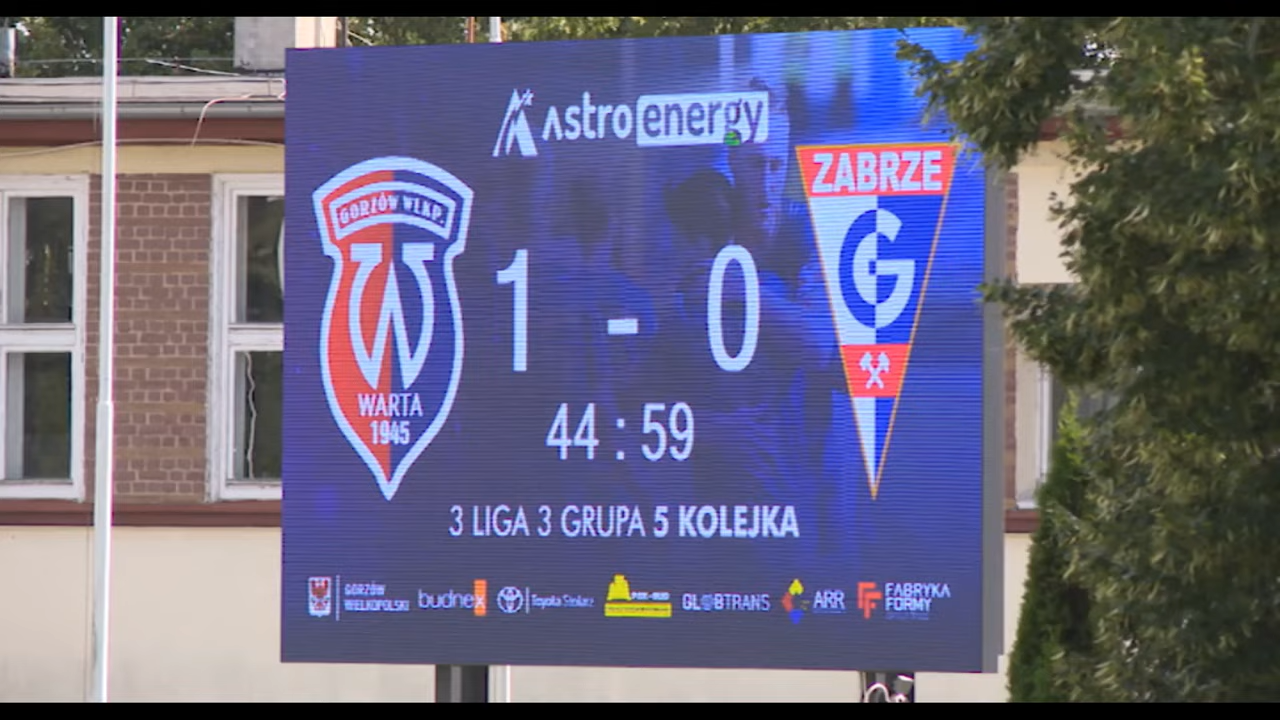 Astroenergy
GORZÓW WLKP.
WARTA
1945
1 - 0
ZABRZE
G
44 : 59
3 LIGA 3 GRUPA 5 KOLEJKA
GORZÓW
WIELKOPOLSKI
budnex
Toyota Stolarz
GLOBTRANS
ARR
FABRYKA
FORMY